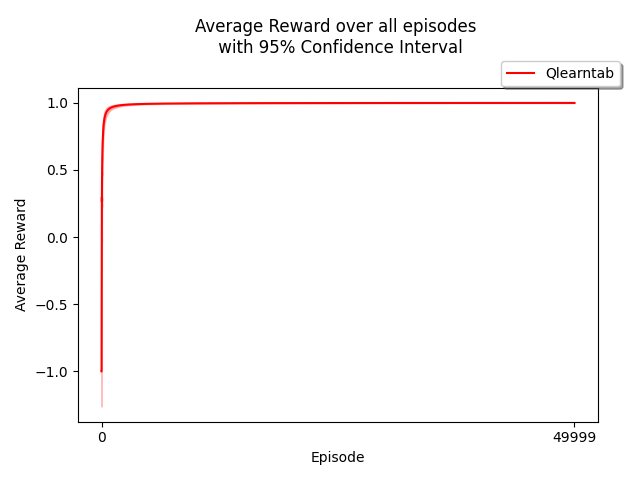 Average Reward over all episodes
with 95% Confidence Interval
Qlearntab
1.0
0.5
0.0
−0.5
−1.0
Average Reward
0
49999
Episode